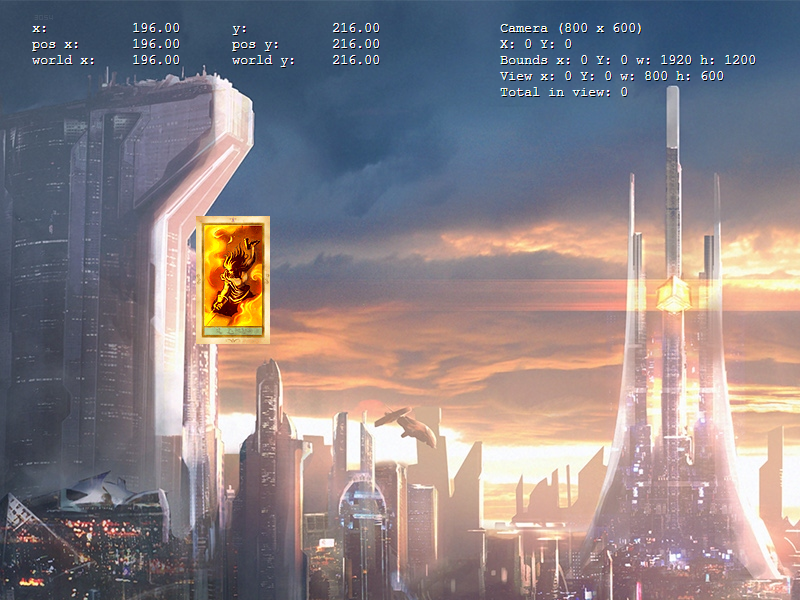 x: 196.00 y: 216.00
pos x: 196.00 pos y: 216.00
world x: 196.00 world y: 216.00
Camera (800 x 600)
X: 0 Y: 0
Bounds x: 0 Y: 0 w: 1920 h: 1200
View x: 0 Y: 0 w: 800 h: 600
Total in view: 0